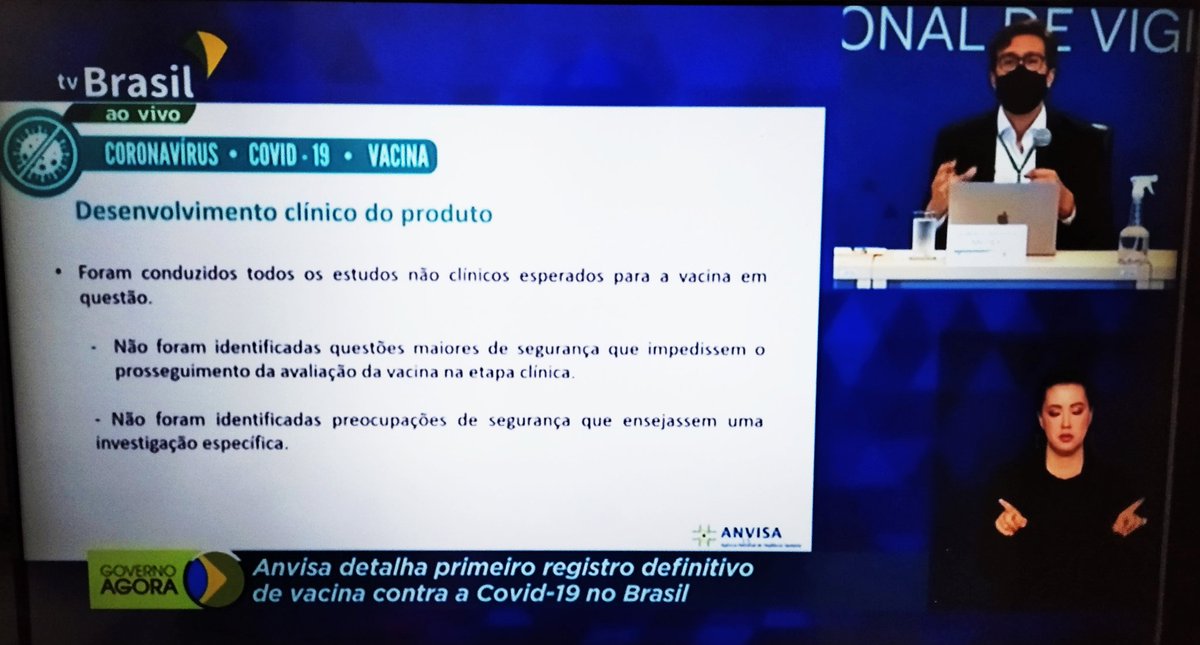 tv Brasil
ao vivo
ONAL DE VIGI
CORONAVÍRUS • COVID-19 • VACINA
Desenvolvimento clínico do produto
• Foram conduzidos todos os estudos não clínicos esperados para a vacina em
questão.
- Não foram identificadas questões maiores de segurança que impedissem o
prosseguimento da avaliação da vacina na etapa clínica.
- Não foram identificadas preocupações de segurança que ensejassem uma
investigação específica.
ANVISA
GOVERNO
AGORA
Anvisa detalha primeiro registro definitivo
de vacina contra a Covid-19 no Brasil